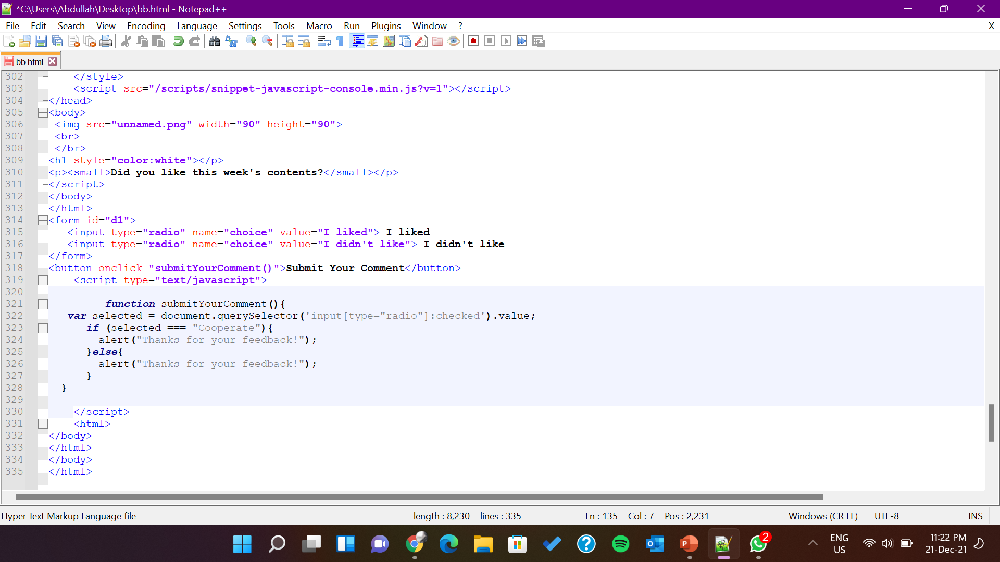 *C:\Users\Abdullah\Desktop\bb.html - Notepad++
File Edit Search View Encoding Language Settings Tools Macro Run Plugins Window ? X
bb.html
302 </style>
303 <script src="/scripts/snippet-javascript-console.min.js?v=1"></script>
304 </head>
305 <body>
306 <img src="unnamed.png" width="90" height="90">
307 <br>
308 </br>
309 <h1 style="color:white"></p>
310 <p><small>Did you like this week's contents?</small></p>
311 </script>
312 </body>
313 </html>
314 <form id="d1">
315 <input type="radio" name="choice" value="I liked"> I liked
316 <input type="radio" name="choice" value="I didn't like"> I didn't like
317 </form>
318 <button onclick="submitYourComment()">Submit Your Comment</button>
319 <script type="text/javascript">
320
321 function submitYourComment(){
322 var selected = document.querySelector('input[type="radio"]:checked').value;
323 if (selected === "Cooperate"){
324 alert("Thanks for your feedback!");
325 }else{
326 alert("Thanks for your feedback!");
327 }
328 }
329
330 </script>
331 <html>
332 </body>
333 </html>
334 </body>
335 </html>
Hyper Text Markup Language file length : 8,230 lines : 335 Ln : 135 Col : 7 Pos : 2,231 Windows (CR LF) UTF-8 INS
2
ENG
US
11:22 PM
21-Dec-21